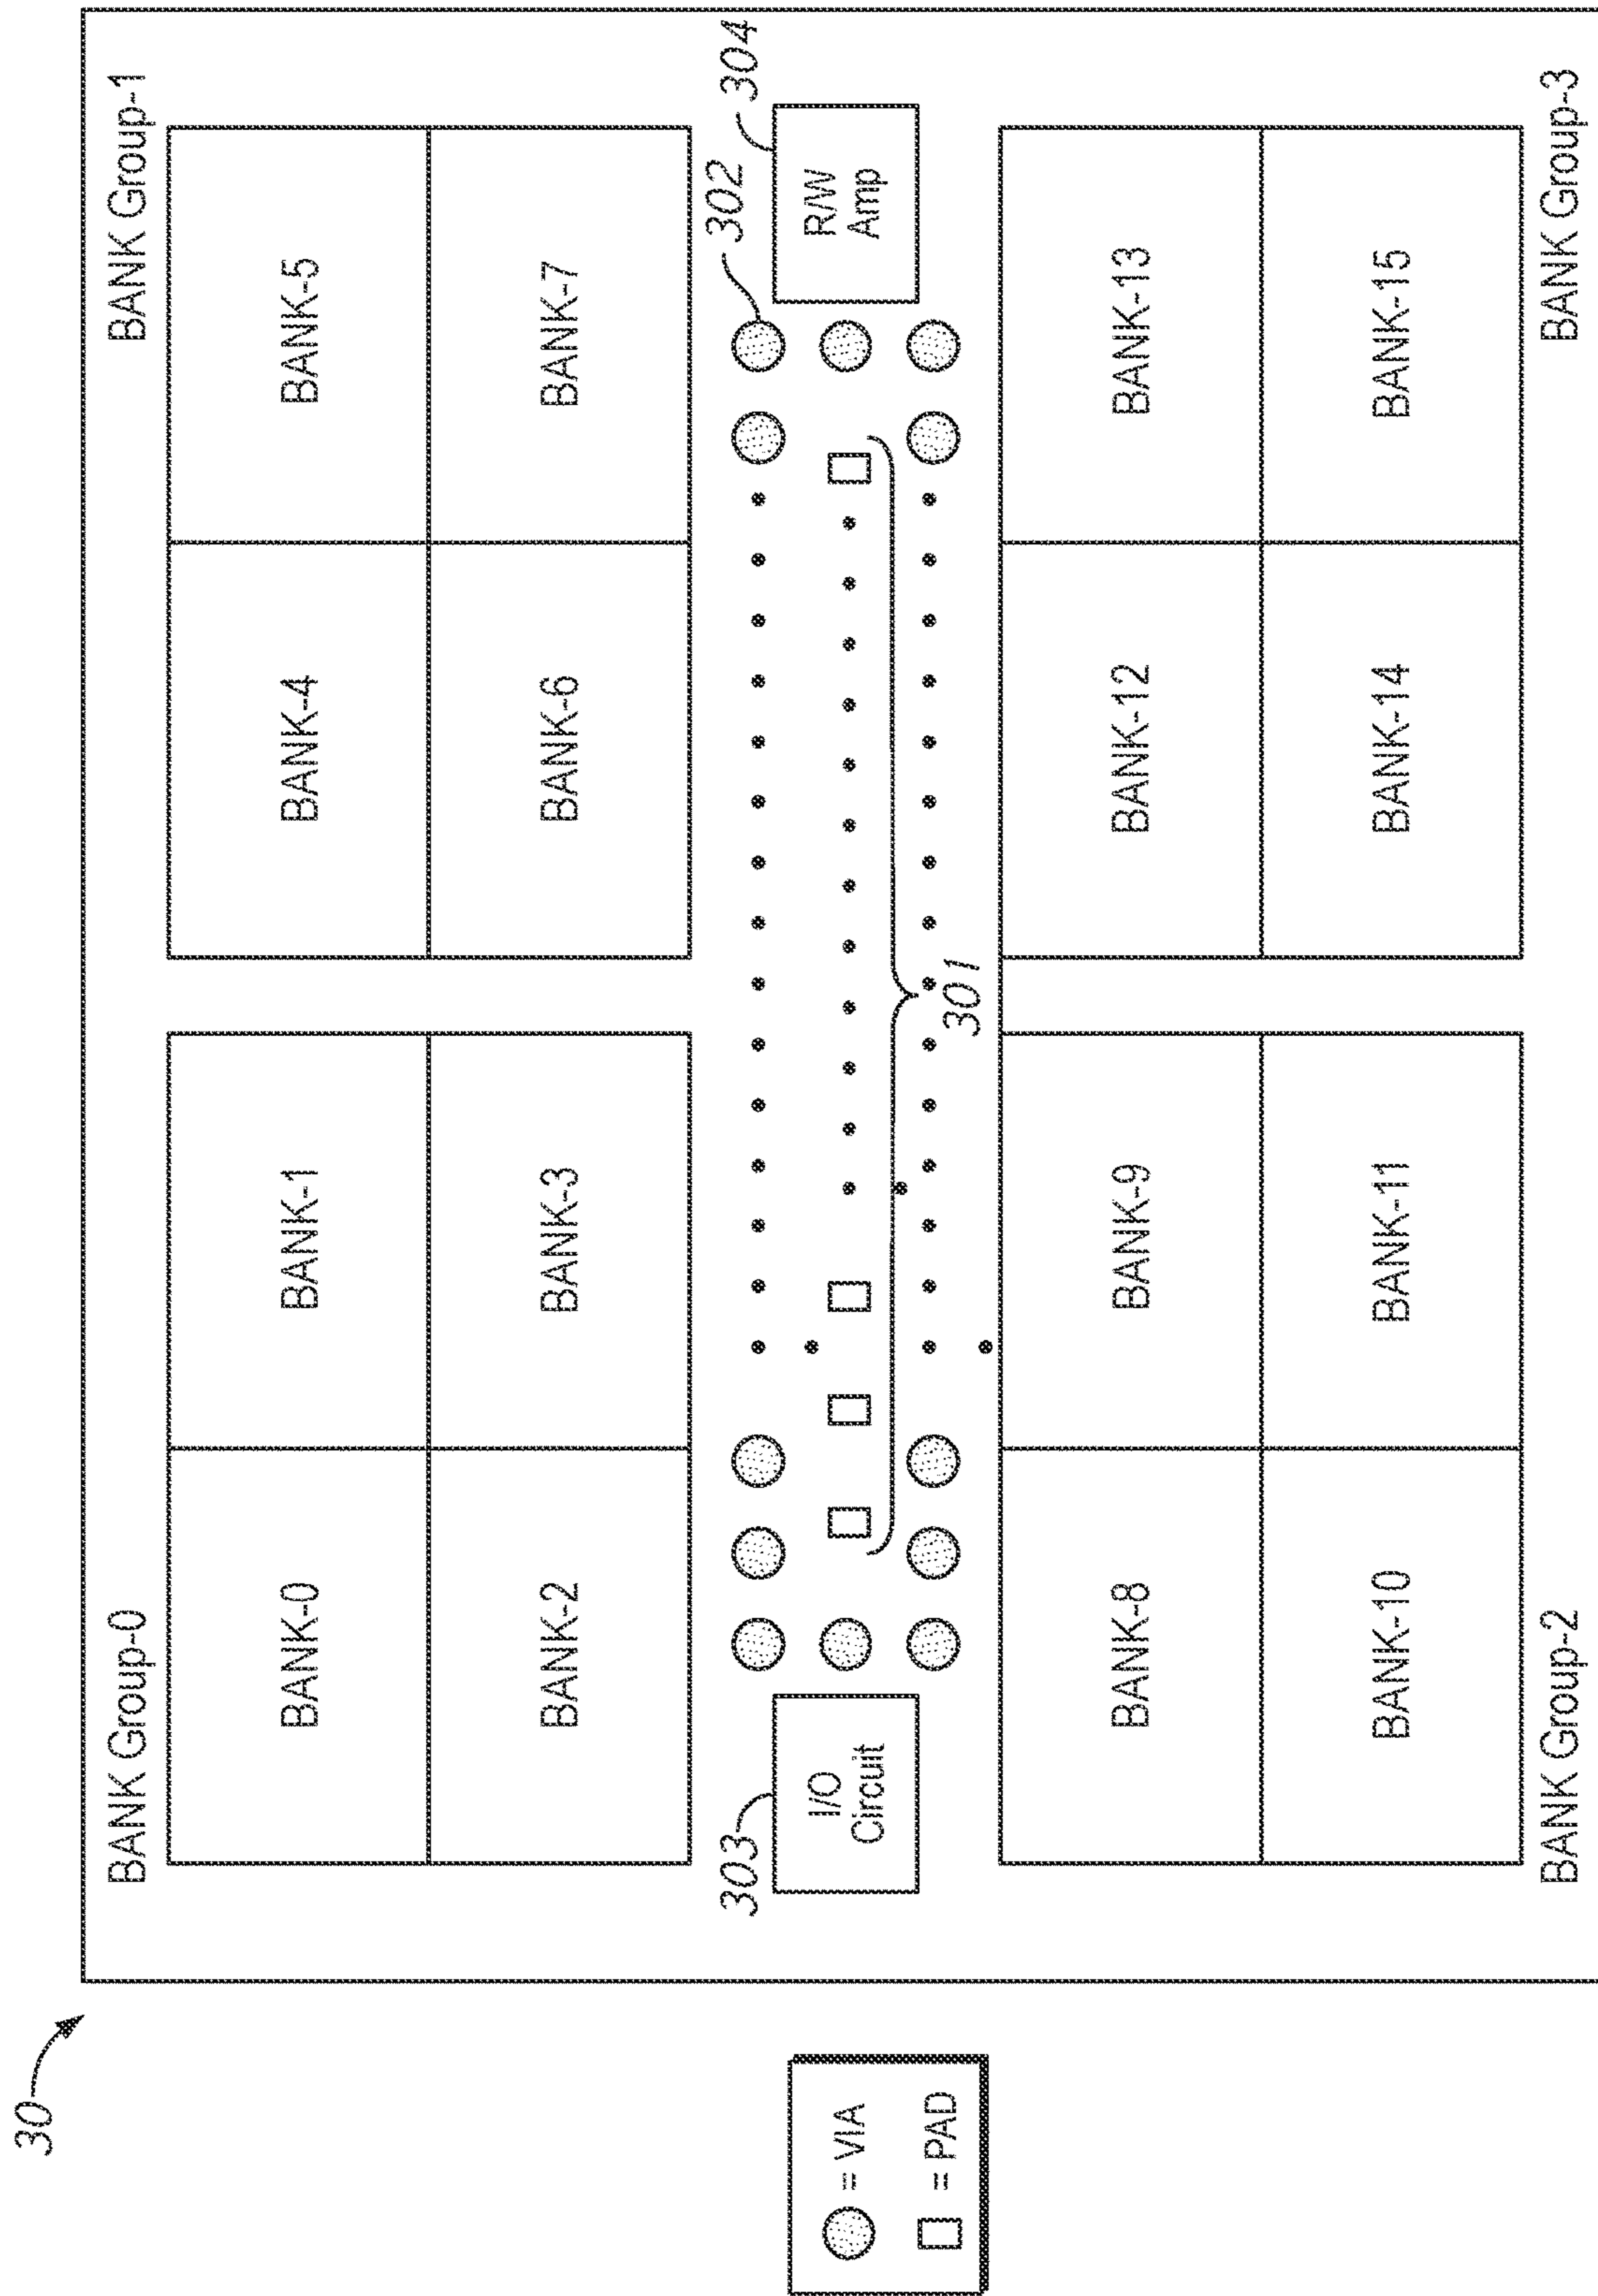 30
BANK Group-0
BANK Group-1
BANK-0
BANK-1
BANK-4
BANK-5
BANK-2
BANK-3
BANK-6
BANK-7
303
302
304
I/O
Circuit
R/W
Amp
301
BANK-8
BANK-9
BANK-12
BANK-13
BANK-10
BANK-11
BANK-14
BANK-15
BANK Group-2
BANK Group-3
= VIA
= PAD